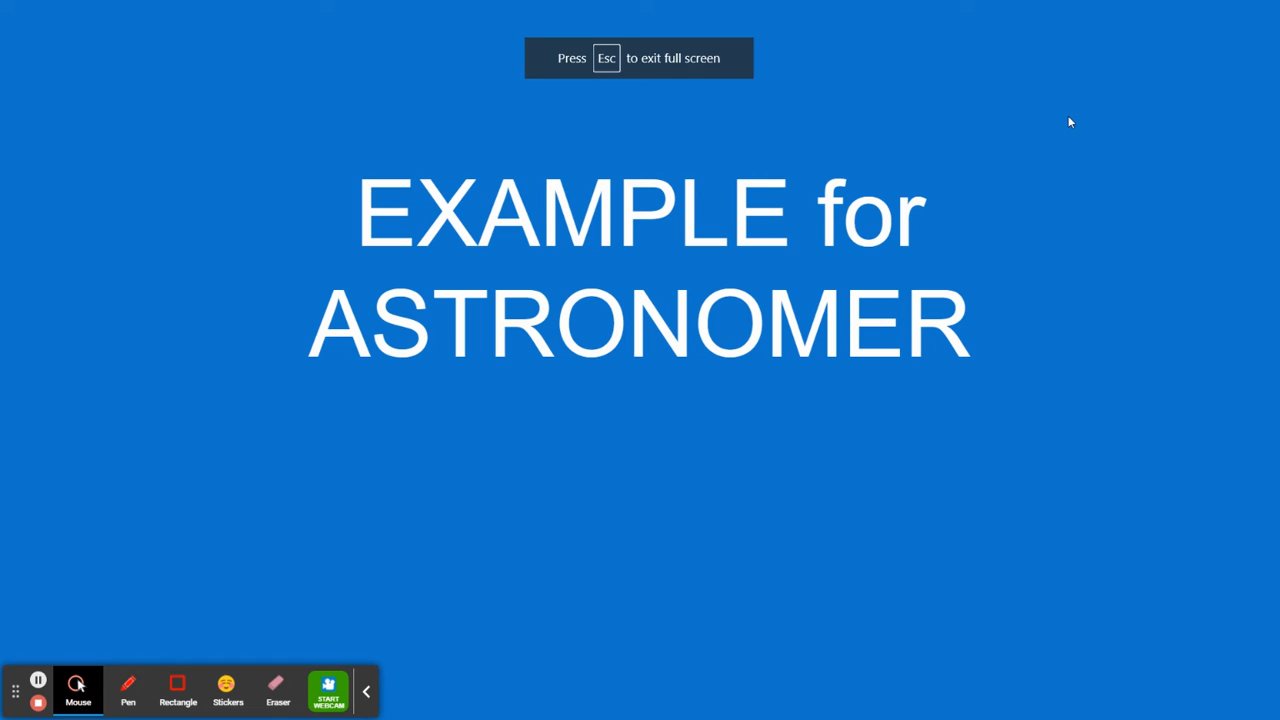 Press Esc to exit full screen
EXAMPLE for
ASTRONOMER
Mouse Pen Rectangle Stickers Eraser START
WEBCAM